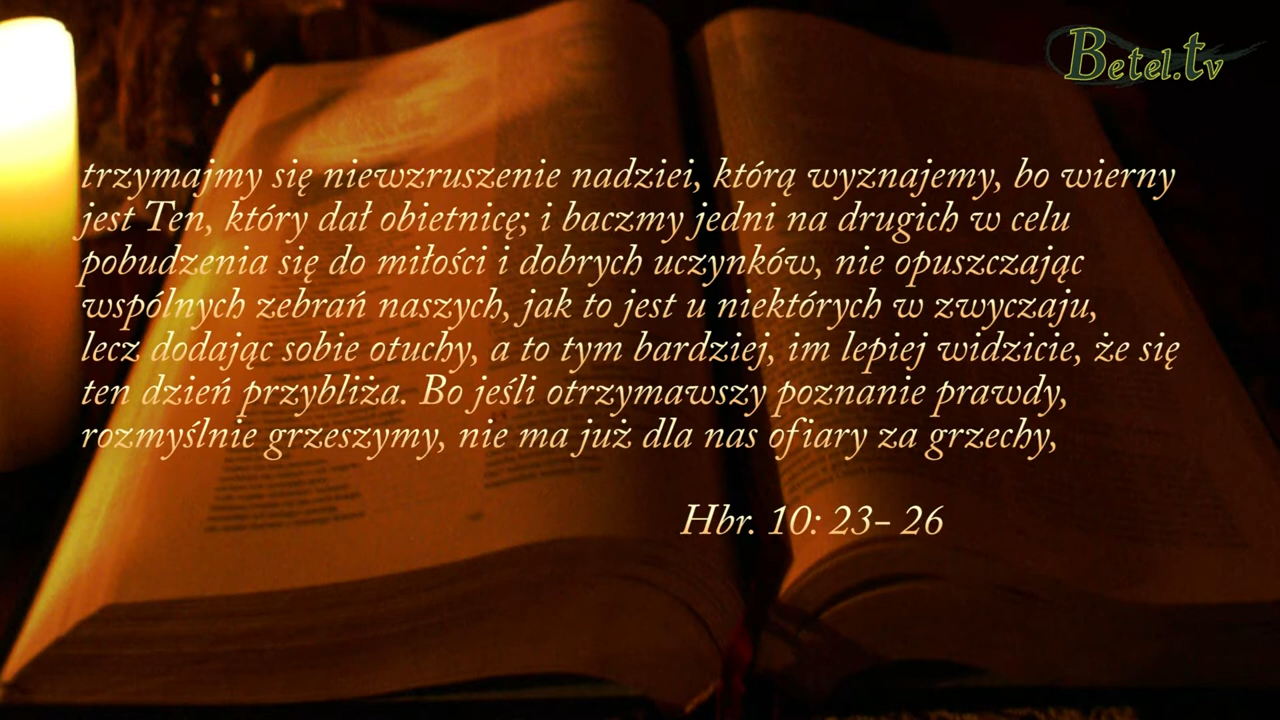 Betel.tv
trzymajmy się niewzruszenie nadziei, którą wyznajemy, bo wierny
jest Ten, który dał obietnicę; i baczmy jedni na drugich w celu
pobudzenia się do miłości i dobrych uczynków, nie opuszczając
wspólnych zebrań naszych, jak to jest u niektórych w zwyczaju,
lecz dodając sobie otuchy, a to tym bardziej, im lepiej widzicie, że się
ten dzień przybliża. Bo jeśli otrzymawszy poznanie prawdy,
rozmyślnie grzeszymy, nie ma już dla nas ofiary za grzechy,
Hbr. 10: 23- 26